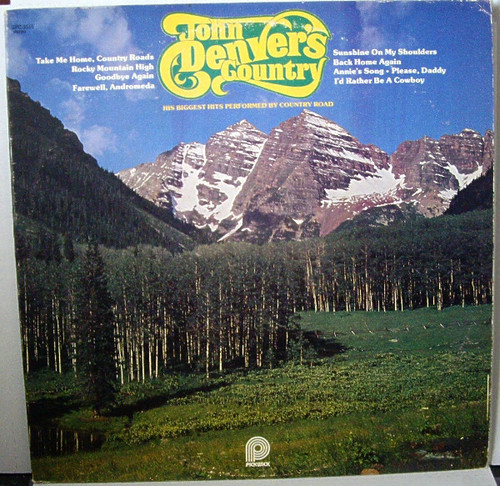 John
Denver's
Country
HIS BIGGEST HITS PERFORMED BY COUNTRY ROAD
Take Me Home, Country Roads
Rocky Mountain High
Goodbye Again
Farewell, Andromeda
Sunshine On My Shoulders
Back Home Again
Annie's Song • Please, Daddy
I'd Rather Be A Cowboy
P
PICKWICK